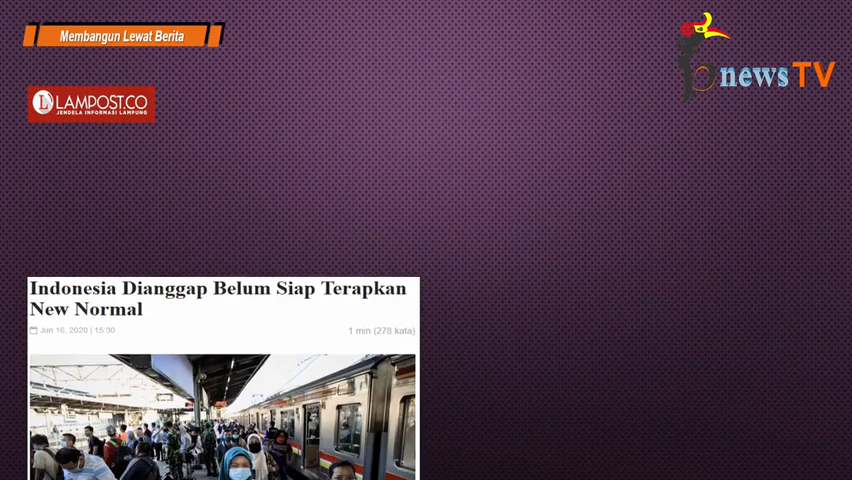 Membangun Lewat Berita
newsTV
LAMPOST.CO
JENDELA INFORMASI LAMPUNG
Indonesia Dianggap Belum Siap Terapkan
New Normal
Jun 16, 2020 | 15:30
1 min (278 kata)